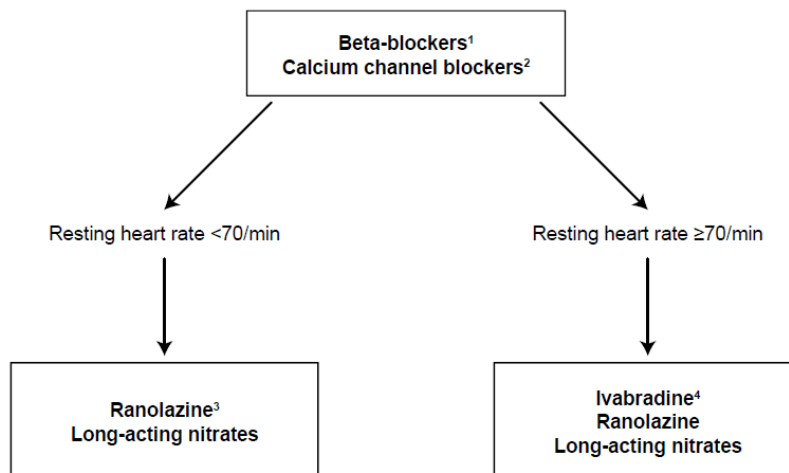 Beta-blockers¹
Calcium channel blockers²
Resting heart rate <70/min
Resting heart rate ≥70/min
Ranolazine³
Long-acting nitrates
Ivabradine⁴
Ranolazine
Long-acting nitrates